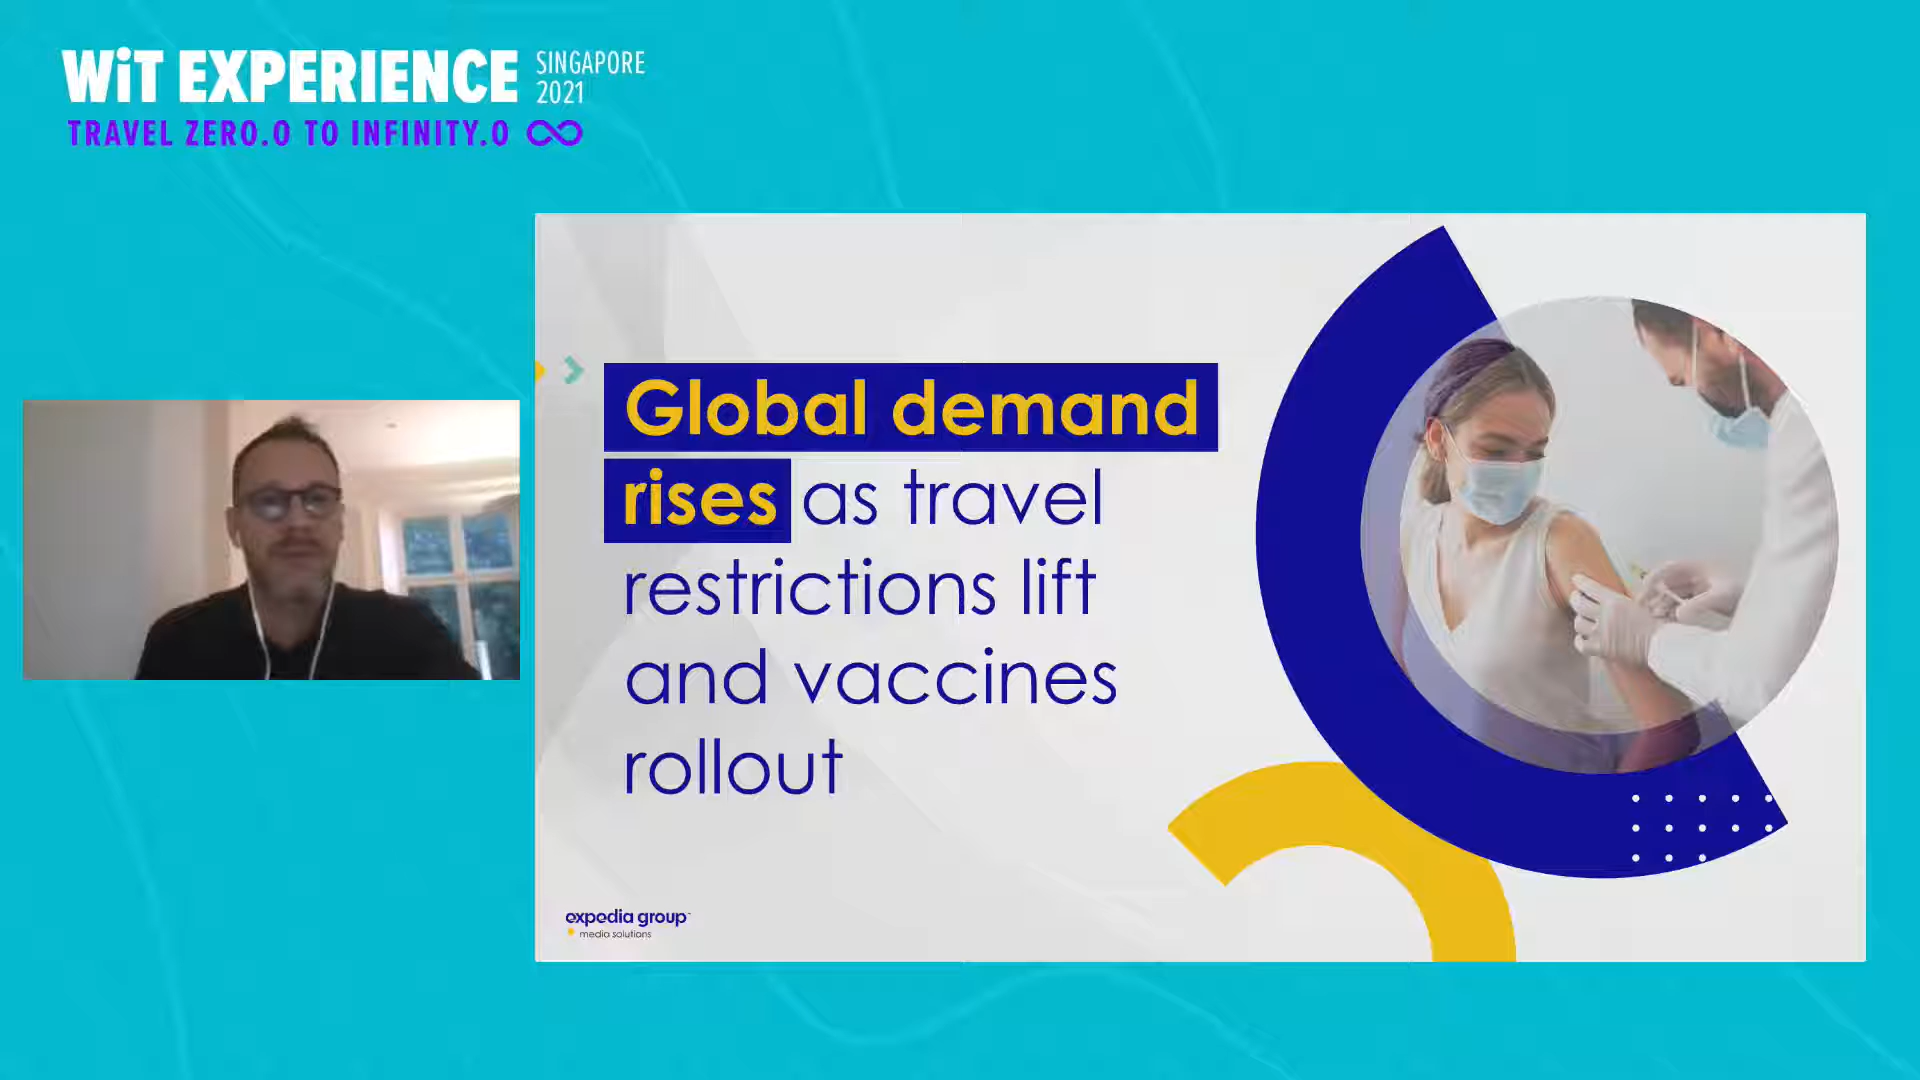 WiT EXPERIENCE
SINGAPORE
2021
TRAVEL ZERO.0 TO INFINITY.0
Global demand
rises as travel
restrictions lift
and vaccines
rollout
expedia group™
media solutions